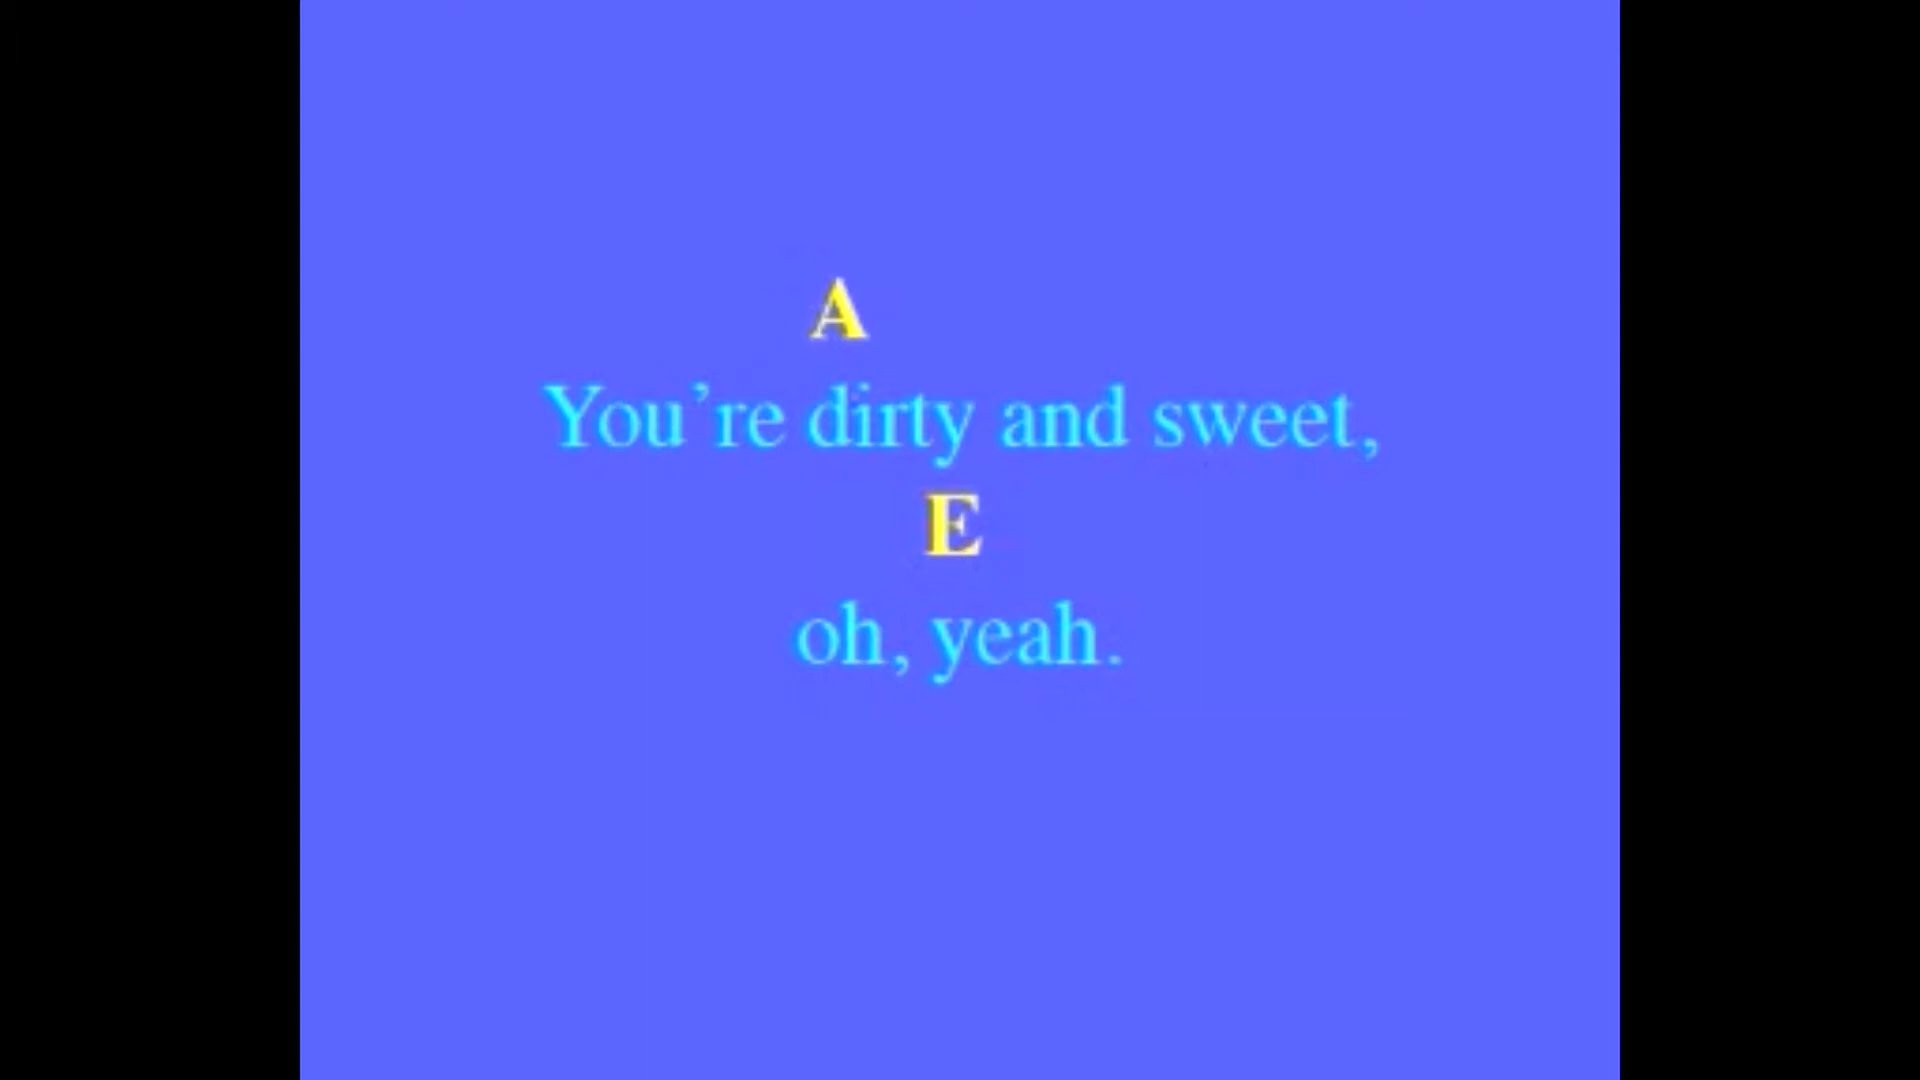 A
You’re dirty and sweet,
E
oh, yeah.